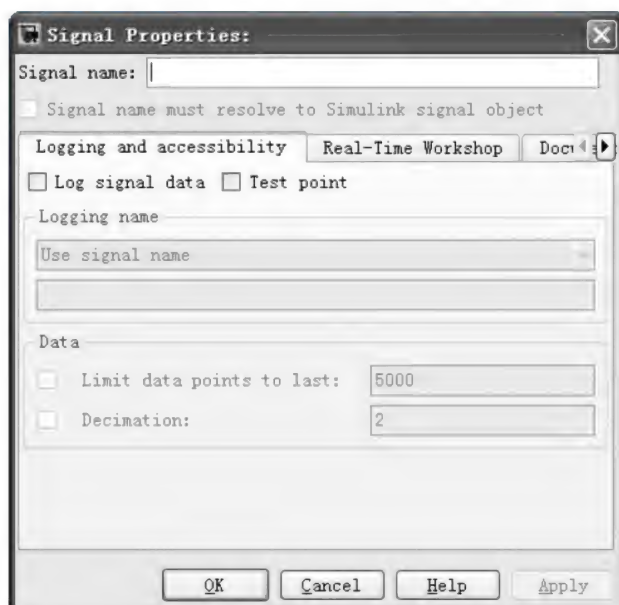 Signal Properties:
Signal name:
Signal name must resolve to Simulink signal object
Logging and accessibility Real-Time Workshop
Log signal data Test point
Logging name
Use signal name
Data
Limit data points to last: 5000
Decimation: 2
OK Cancel Help Apply